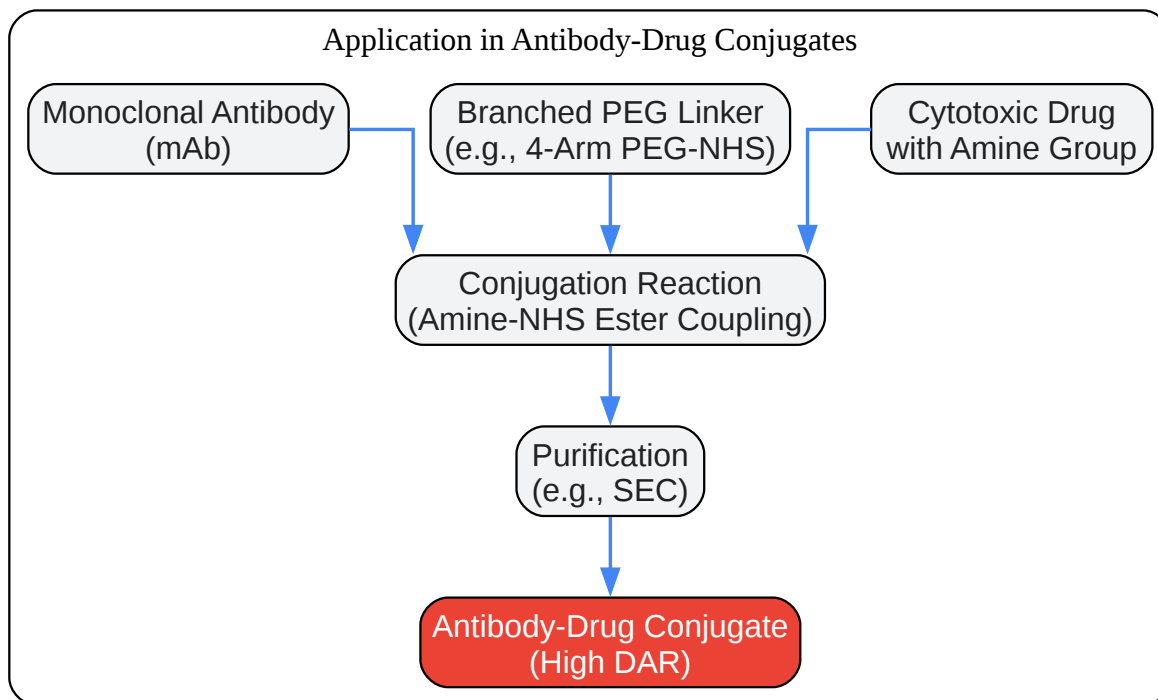 Application in Antibody-Drug Conjugates
Monoclonal Antibody
(mAb)
Branched PEG Linker
(e.g., 4-Arm PEG-NHS)
Cytotoxic Drug
with Amine Group
Conjugation Reaction
(Amine-NHS Ester Coupling)
Purification
(e.g., SEC)
Antibody-Drug Conjugate
(High DAR)